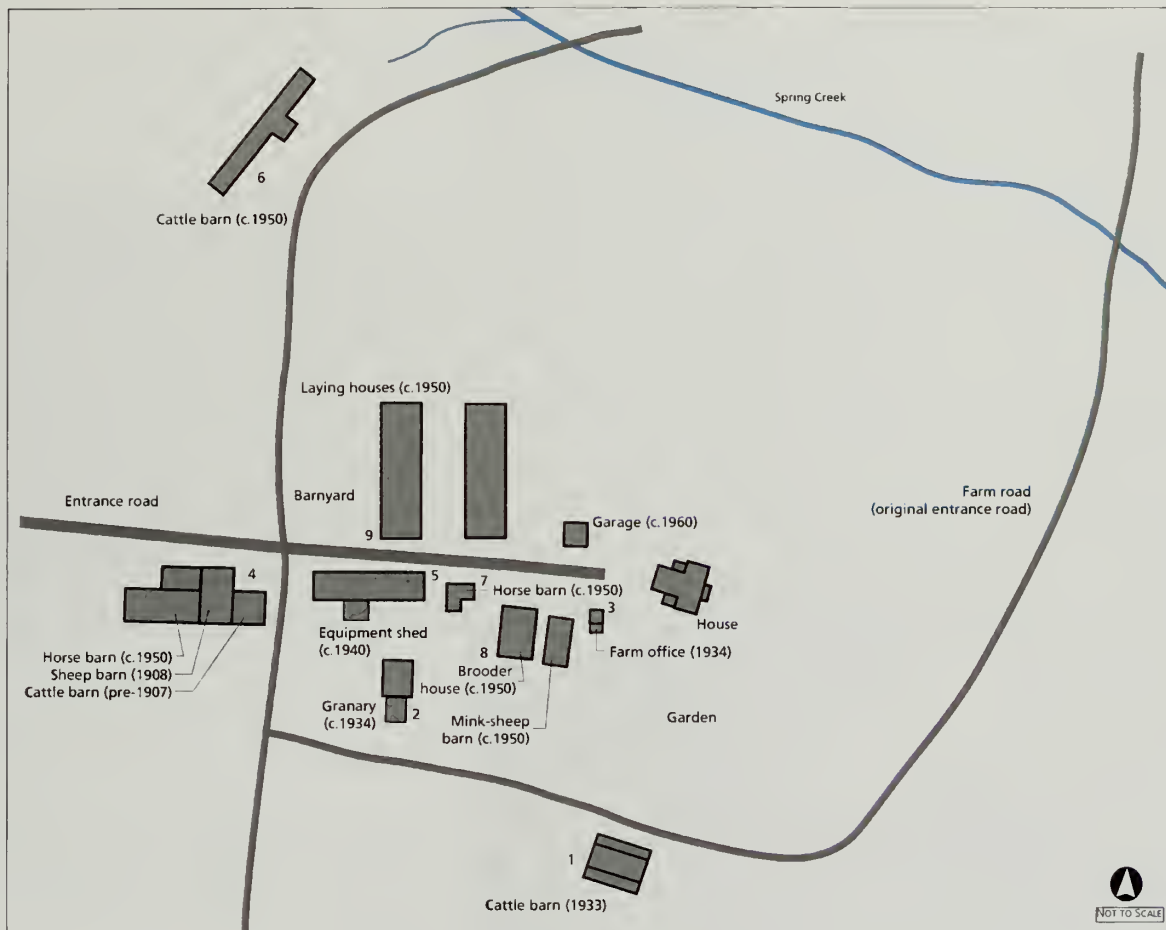 Spring Creek
6
Cattle barn (c.1950)
Laying houses (c.1950)
Entrance road
Barnyard
9
Garage (c.1960)
Farm road
(original entrance road)
4
5
7
Horse barn (c.1950)
3
Equipment shed
(c.1940)
House
Horse barn (c.1950)
Sheep barn (1908)
Cattle barn (pre-1907)
8
Brooder
house (c.1950)
Farm office (1934)
Granary
(c.1934)
2
Mink-sheep
barn (c.1950)
Garden
1
Cattle barn (1933)
NOT TO SCALE